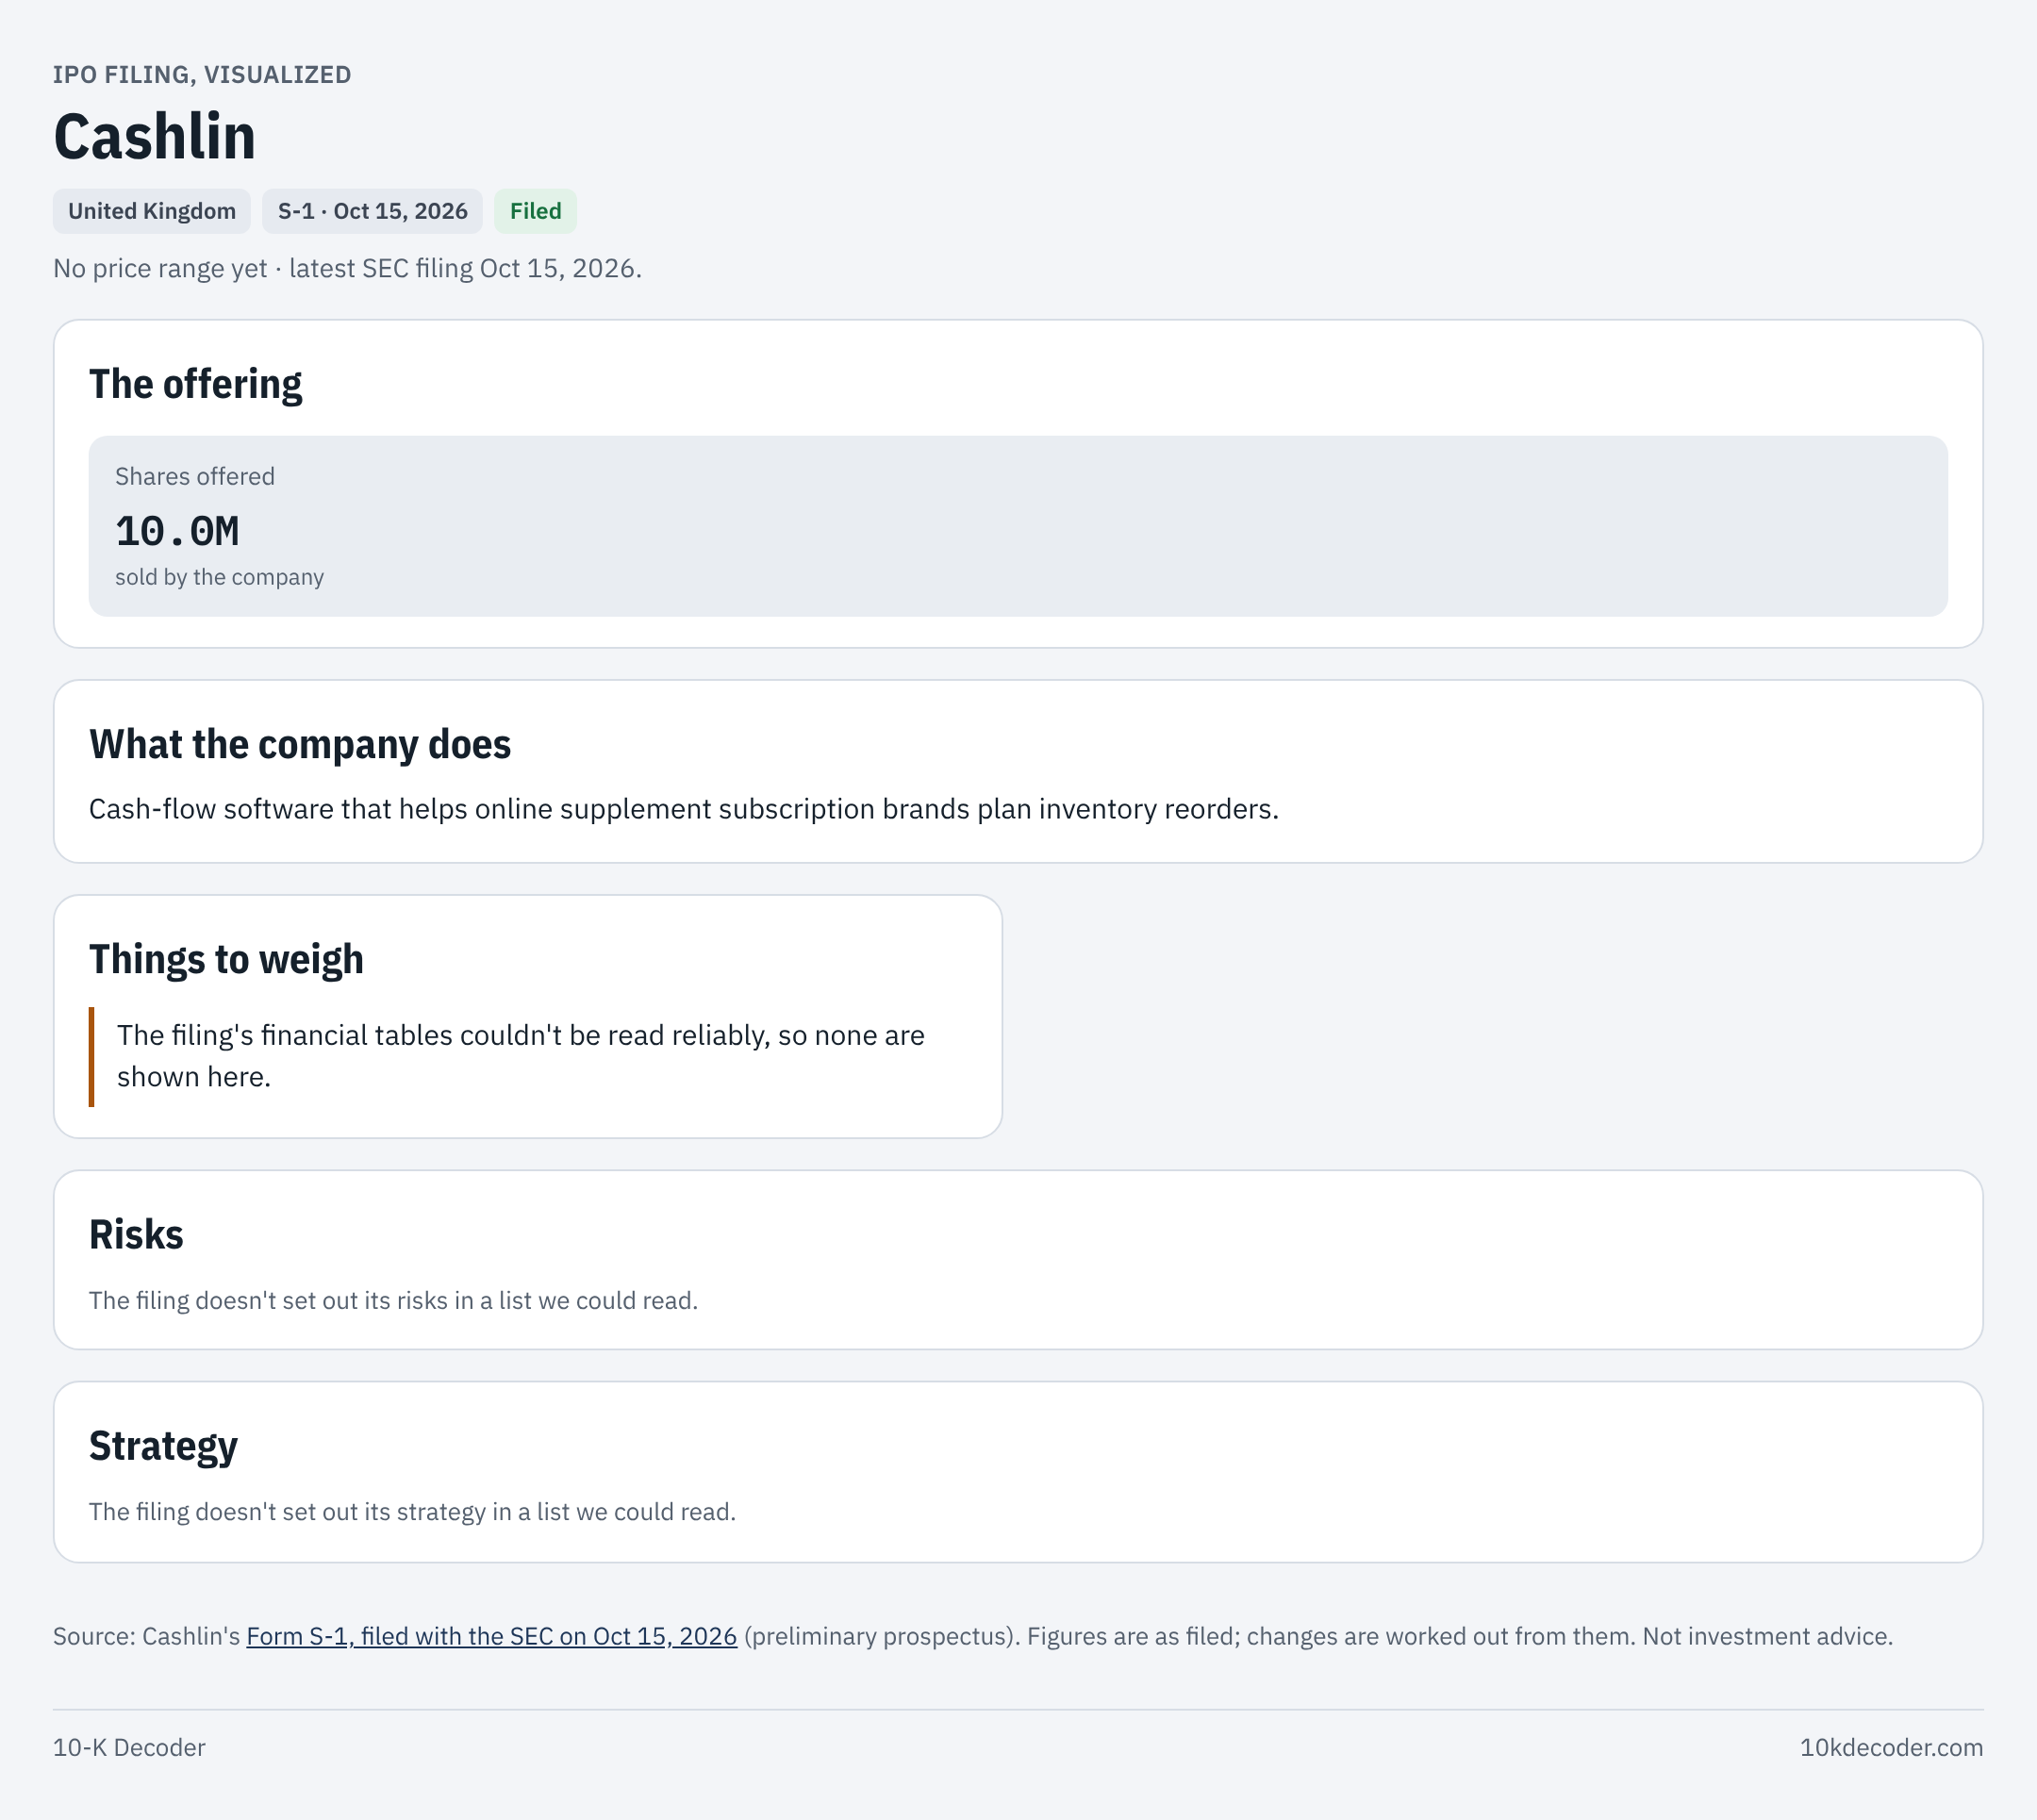 IPO FILING, VISUALIZED
Cashlin
United Kingdom
S-1 · Oct 15, 2026
Filed
No price range yet · latest SEC filing Oct 15, 2026.
The offering
Shares offered
10.0M
sold by the company
What the company does
Cash-flow software that helps online supplement subscription brands plan inventory reorders.
Things to weigh
The filing's financial tables couldn't be read reliably, so none are
shown here.
Risks
The filing doesn't set out its risks in a list we could read.
Strategy
The filing doesn't set out its strategy in a list we could read.
Source: Cashlin's Form S-1, filed with the SEC on Oct 15, 2026 (preliminary prospectus). Figures are as filed; changes are worked out from them. Not investment advice.
10-K Decoder
10kdecoder.com